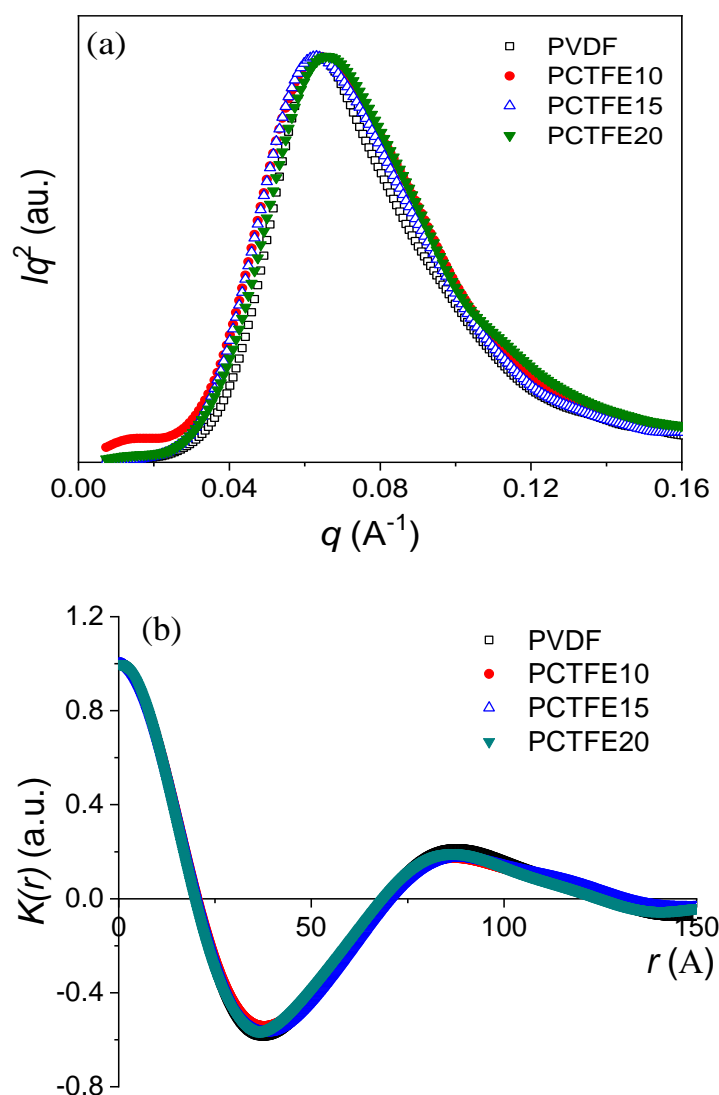 (a)
PVDF
PCTFE10
PCTFE15
PCTFE20
Iq² (au.)
0.00 0.04 0.08 0.12 0.16
q (A⁻¹)
(b)
1.2
PVDF
PCTFE10
0.8
PCTFE15
PCTFE20
K(r) (a.u.)
0.4
0.0
0 50 100 150
r (A)
-0.4
-0.8